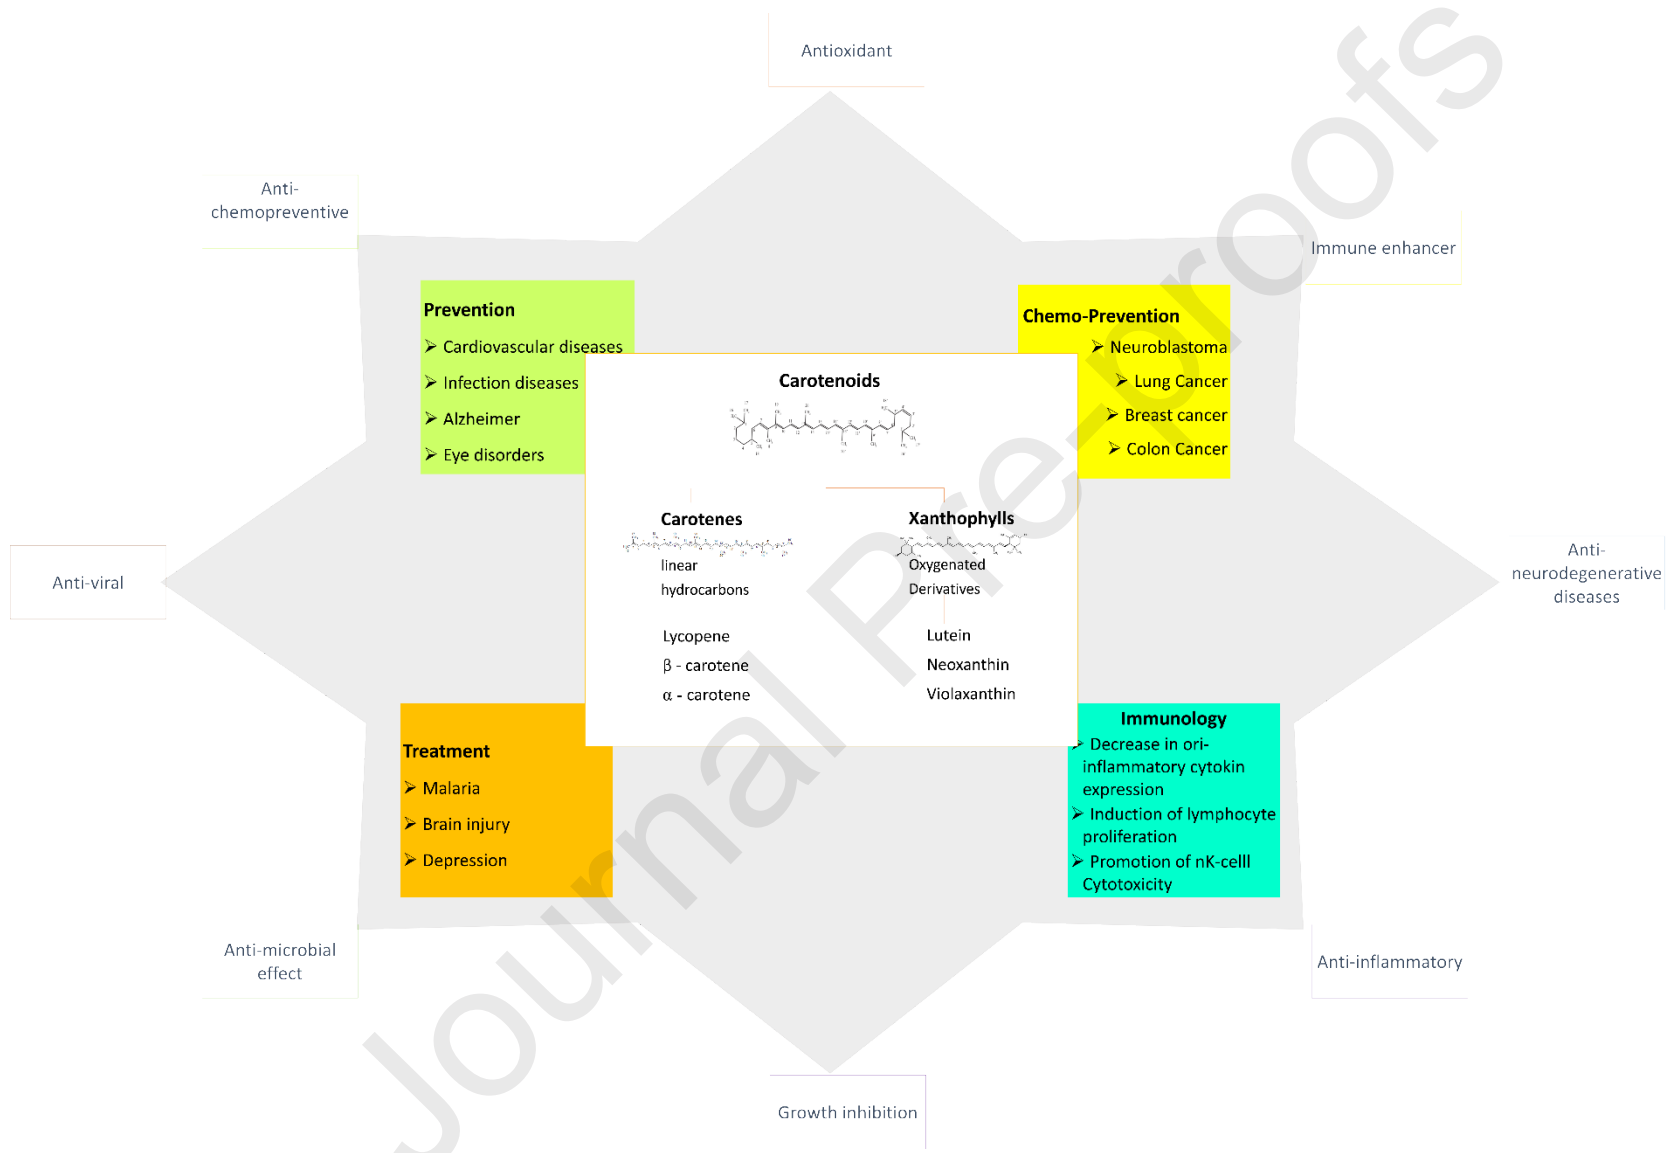 Antioxidant
Anti-
chemopreventive
Immune enhancer
Prevention
➢ Cardiovascular diseases
➢ Infection diseases
➢ Alzheimer
➢ Eye disorders
Chemo-Prevention
➢ Neuroblastoma
➢ Lung Cancer
➢ Breast cancer
➢ Colon Cancer
Carotenoids
Carotenes
linear
hydrocarbons
Lycopene
β - carotene
α - carotene
Xanthophylls
Oxygenated
Derivatives
Lutein
Neoxanthin
Violaxanthin
Anti-viral
Anti-
neurodegenerative
diseases
Treatment
➢ Malaria
➢ Brain injury
➢ Depression
Immunology
➢ Decrease in ori-
inflammatory cytokin
expression
➢ Induction of lymphocyte
proliferation
➢ Promotion of nK-celll
Cytotoxicity
Anti-microbial
effect
Anti-inflammatory
Growth inhibition
Journal Pre-proofs